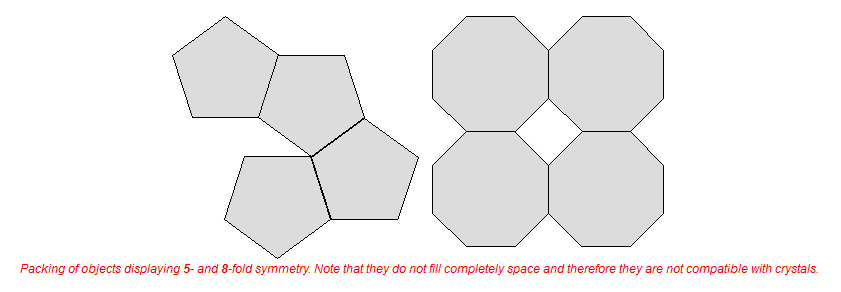 Packing of objects displaying 5- and 8-fold symmetry. Note that they do not fill completely space and therefore they are not compatible with crystals.